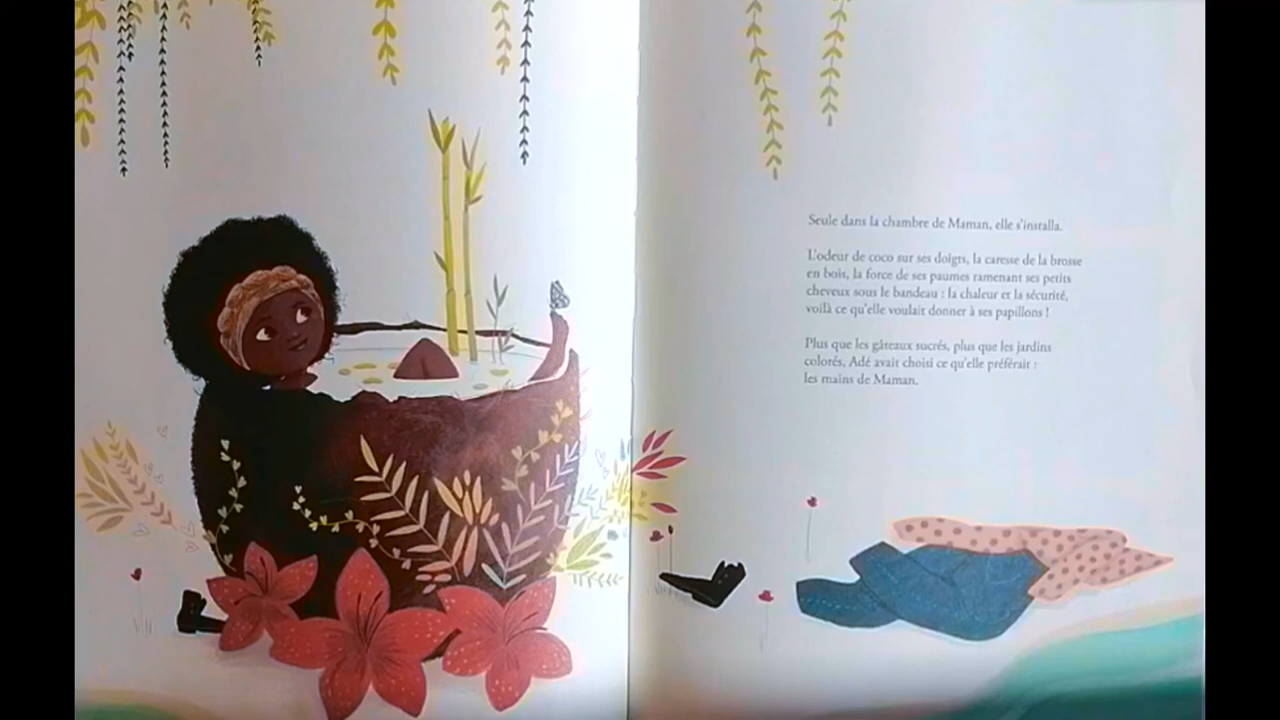 Seule dans la chambre de Maman, elle s'installa.
L'odeur de coco sur ses doigts, la caresse de la brosse
en bois, la force de ses paumes ramenant ses petits
cheveux sous le bandeau : la chaleur et la sécurité,
voilà ce qu'elle voulait donner à ses papillons !
Plus que les gâteaux sucrés, plus que les jardins
colorés, Adé avait choisi ce qu'elle préférait :
les mains de Maman.